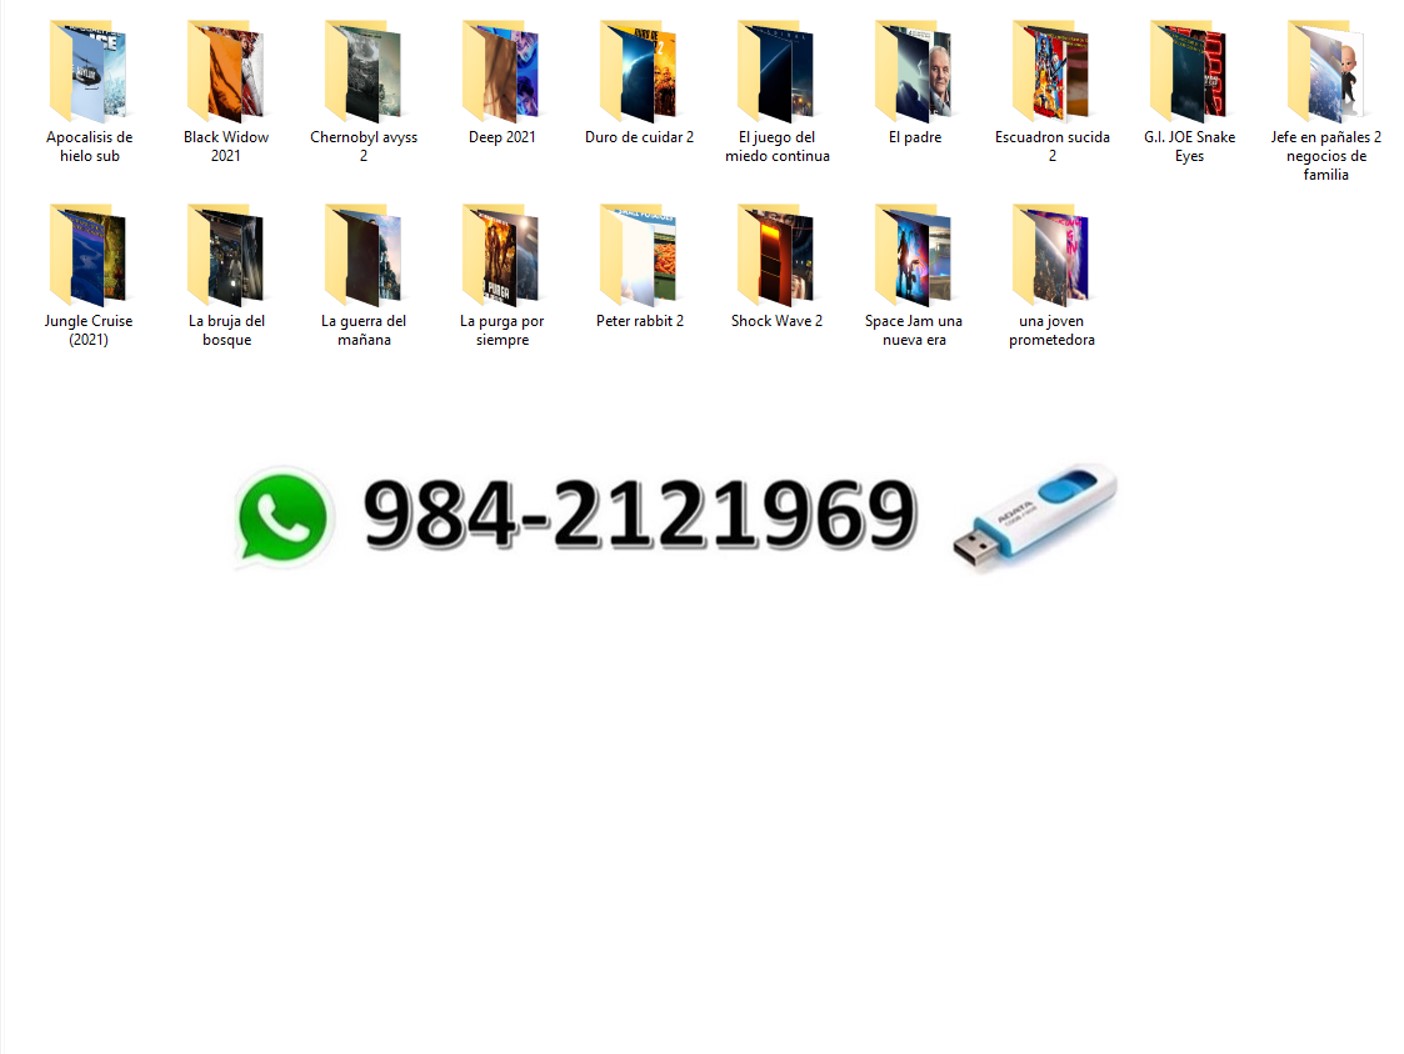 Apocalisis de
hielo sub
Black Widow
2021
Chernobyl avyss
2
Deep 2021
Duro de cuidar 2
El juego del
miedo continua
El padre
Escuadron sucida
2
G.I. JOE Snake
Eyes
Jefe en pañales 2
negocios de
familia
Jungle Cruise
(2021)
La bruja del
bosque
La guerra del
mañana
La purga por
siempre
Peter rabbit 2
Shock Wave 2
Space Jam una
nueva era
una joven
prometedora
984-2121969
ADATA